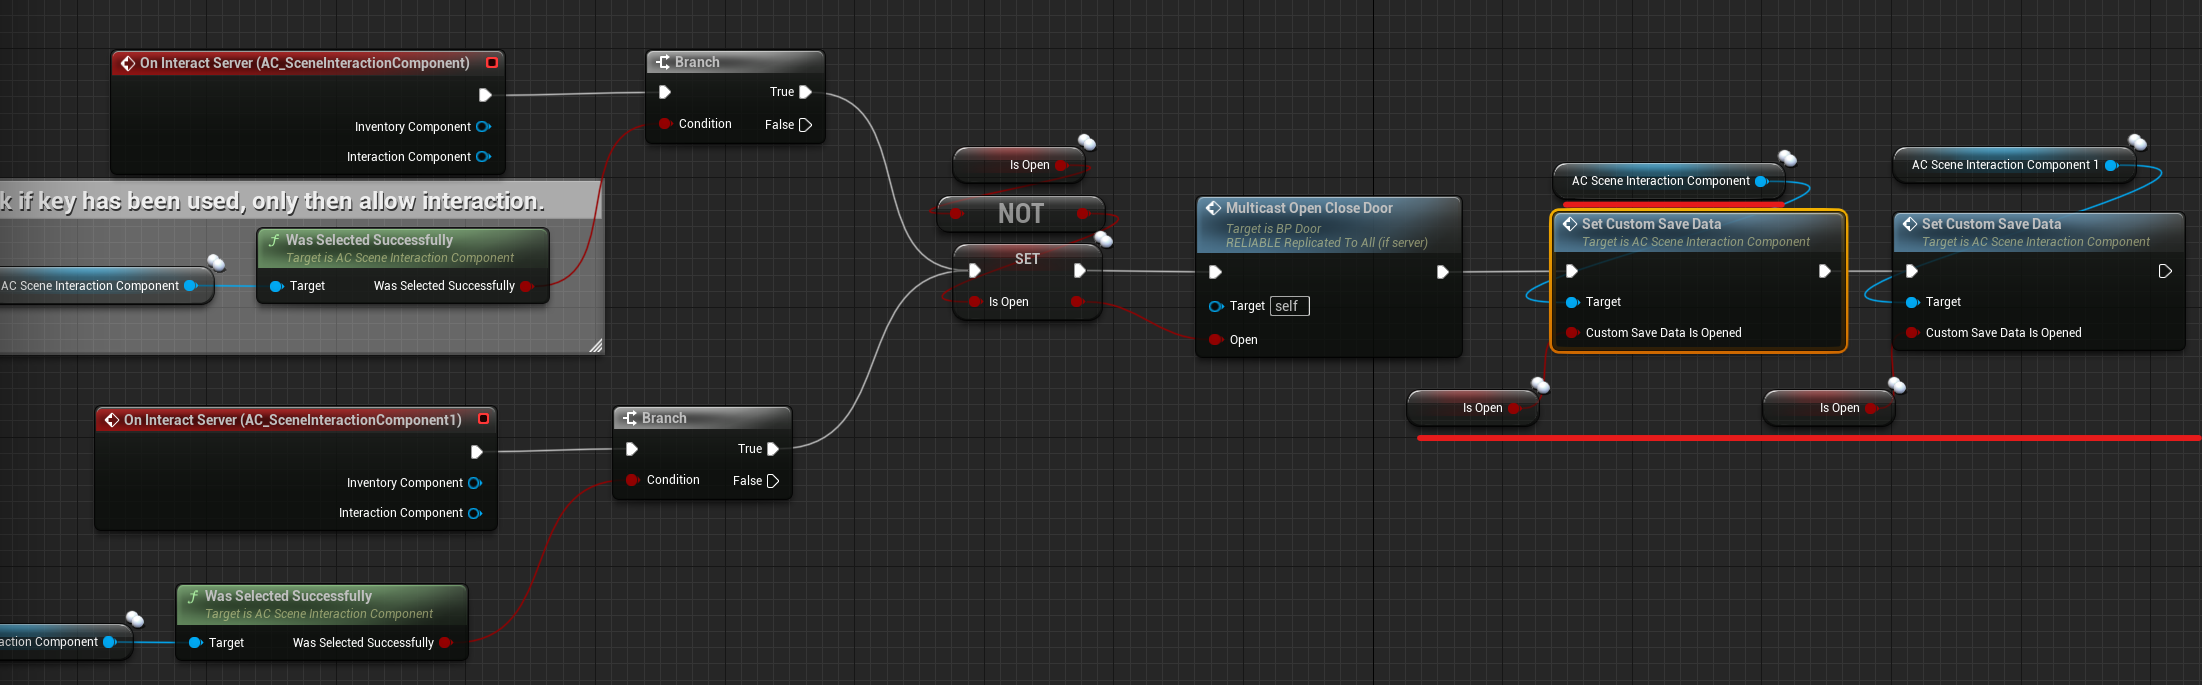 On Interact Server (AC_SceneInteractionComponent)
Inventory Component
Interaction Component
Branch
True
Condition
False
k if key has been used, only then allow interaction.
AC Scene Interaction Component
Was Selected Successfully
Target is AC Scene Interaction Component
Target
Was Selected Successfully
On Interact Server (AC_SceneInteractionComponent1)
Inventory Component
Interaction Component
Branch
True
Condition
False
action Component
Was Selected Successfully
Target is AC Scene Interaction Component
Target
Was Selected Successfully
Is Open
NOT
SET
Is Open
Multicast Open Close Door
Target is BP Door
RELIABLE Replicated To All (if server)
Target self
Open
AC Scene Interaction Component
Set Custom Save Data
Target is AC Scene Interaction Component
Target
Custom Save Data Is Opened
Is Open
AC Scene Interaction Component 1
Set Custom Save Data
Target is AC Scene Interaction Component
Target
Custom Save Data Is Opened
Is Open